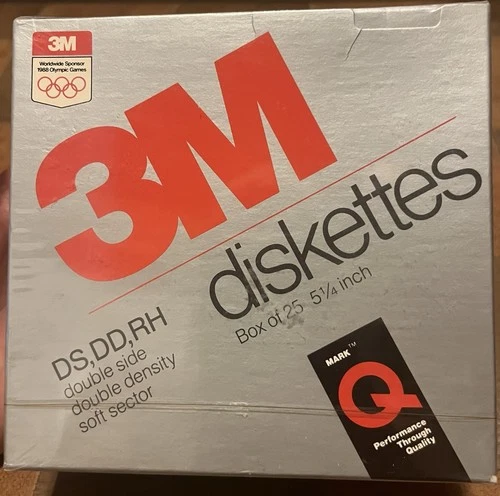 3M
Worldwide Sponsor
1988 Olympic Games
3M
diskettes
Box of 25 5¼ inch
DS,DD,RH
double side
double density
soft sector
MARK™
Q
Performance
Through
Quality